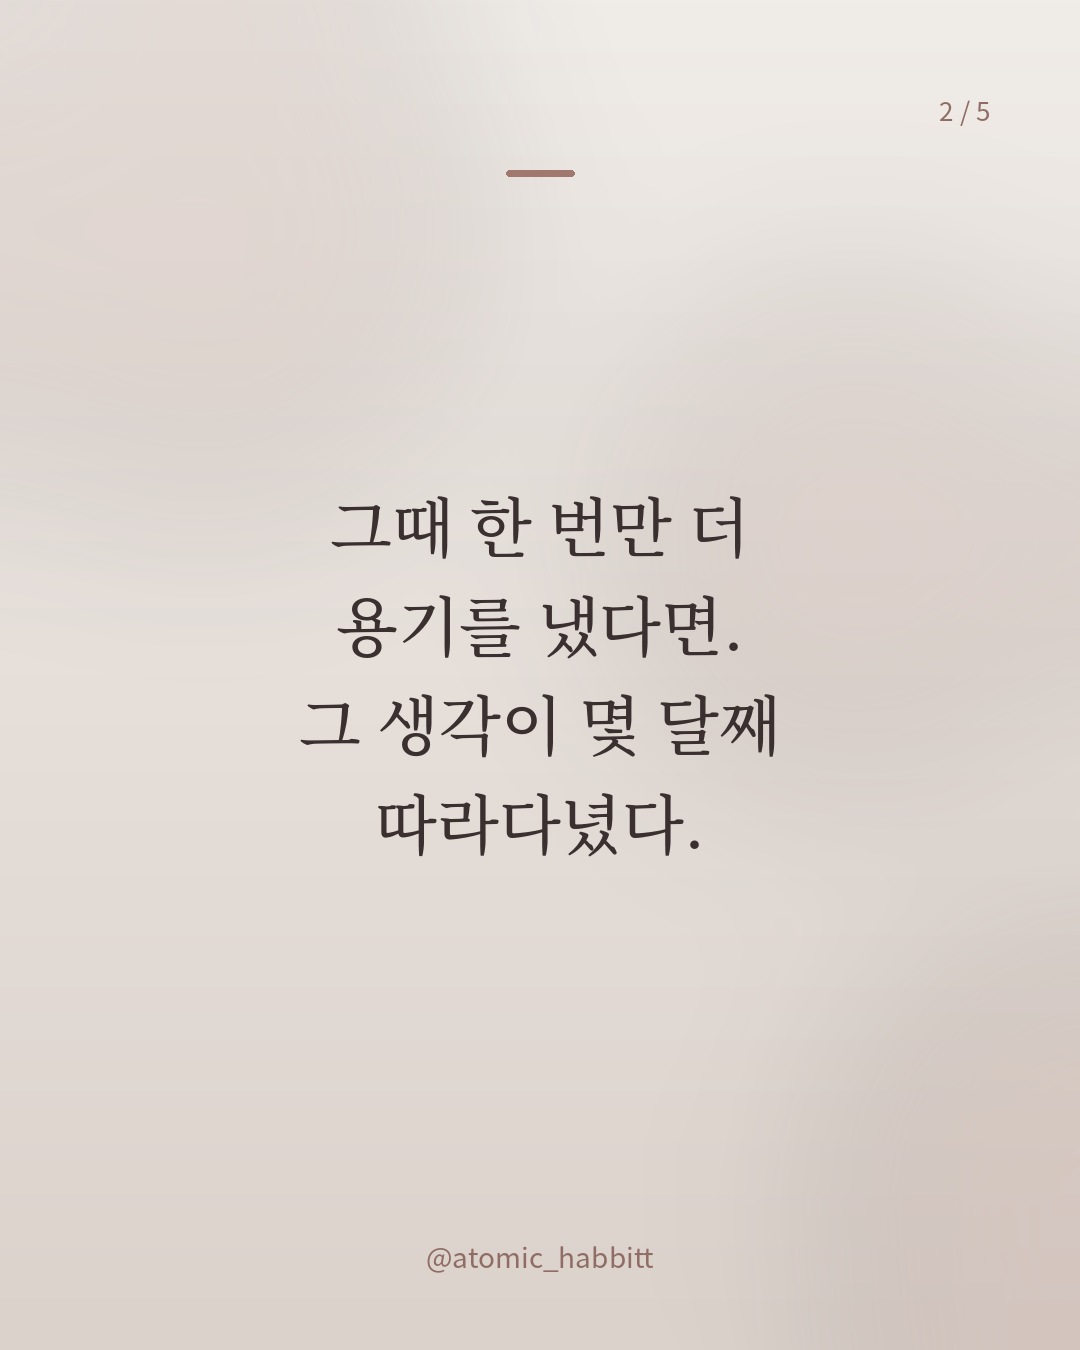 2 / 5
그때 한 번만 더
용기를 냈다면.
그 생각이 몇 달째
따라다녔다.
@atomic_habbitt